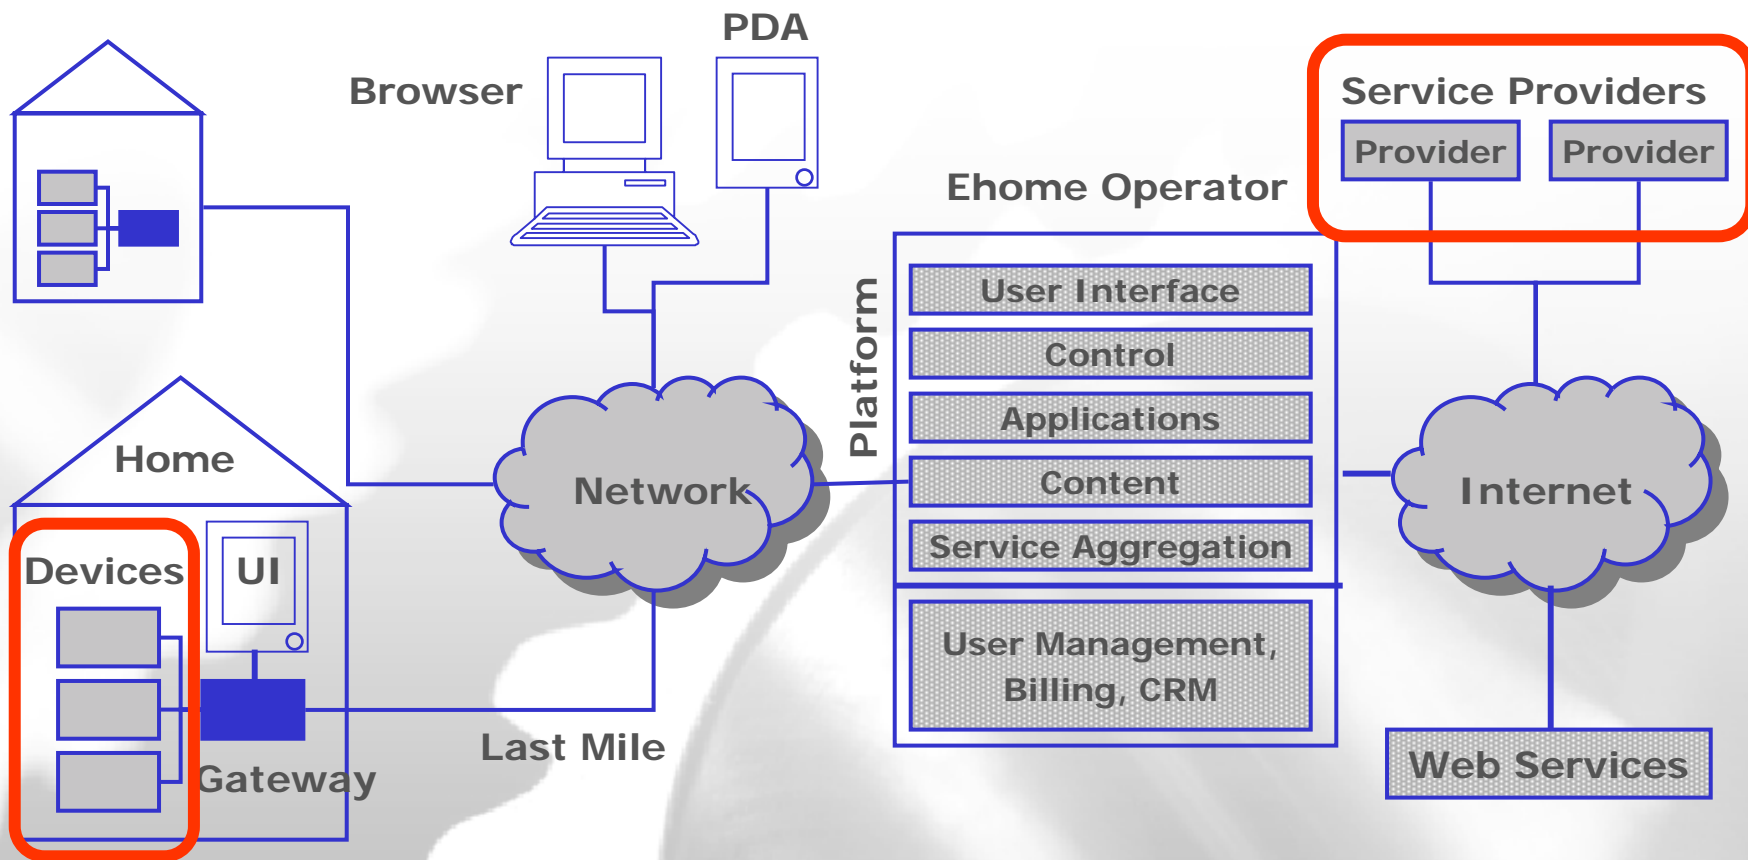 PDA
Browser
Service Providers
Provider
Provider
Ehome Operator
Platform
User Interface
Control
Applications
Content
Service Aggregation
User Management,
Billing, CRM
Home
Network
Internet
Devices
UI
Gateway
Last Mile
Web Services